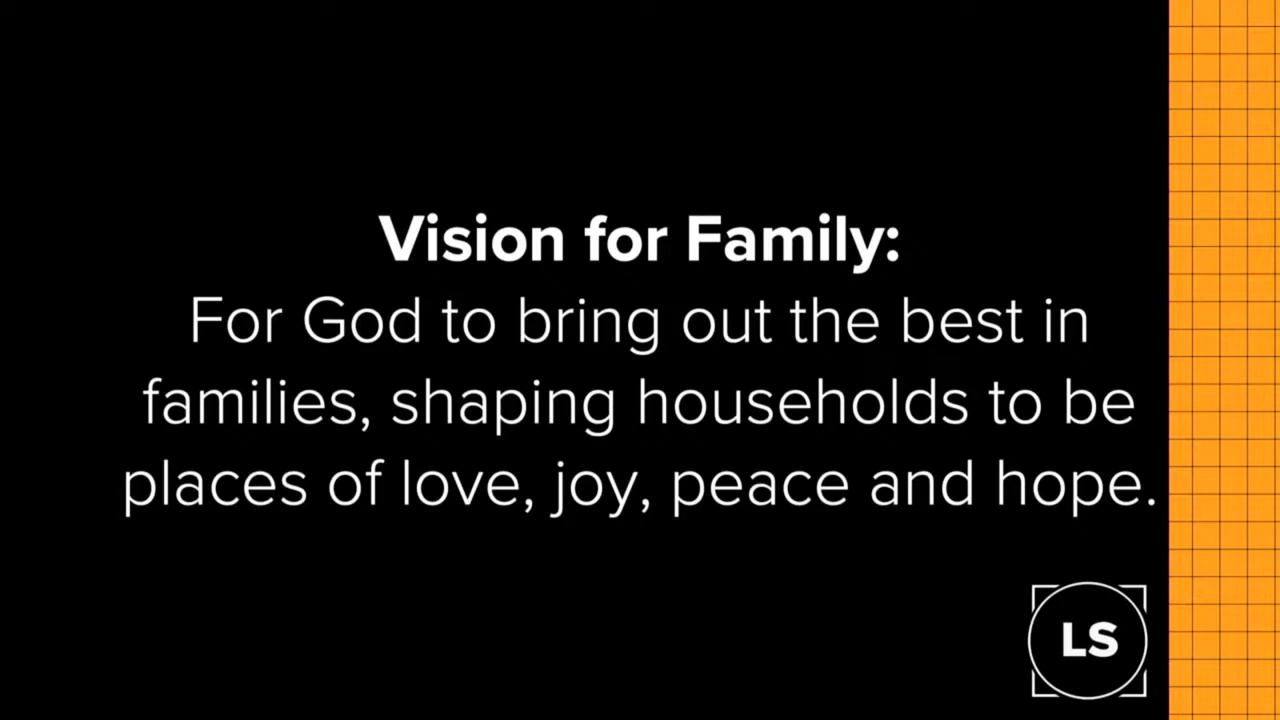 Vision for Family:
For God to bring out the best in
families, shaping households to be
places of love, joy, peace and hope.
LS